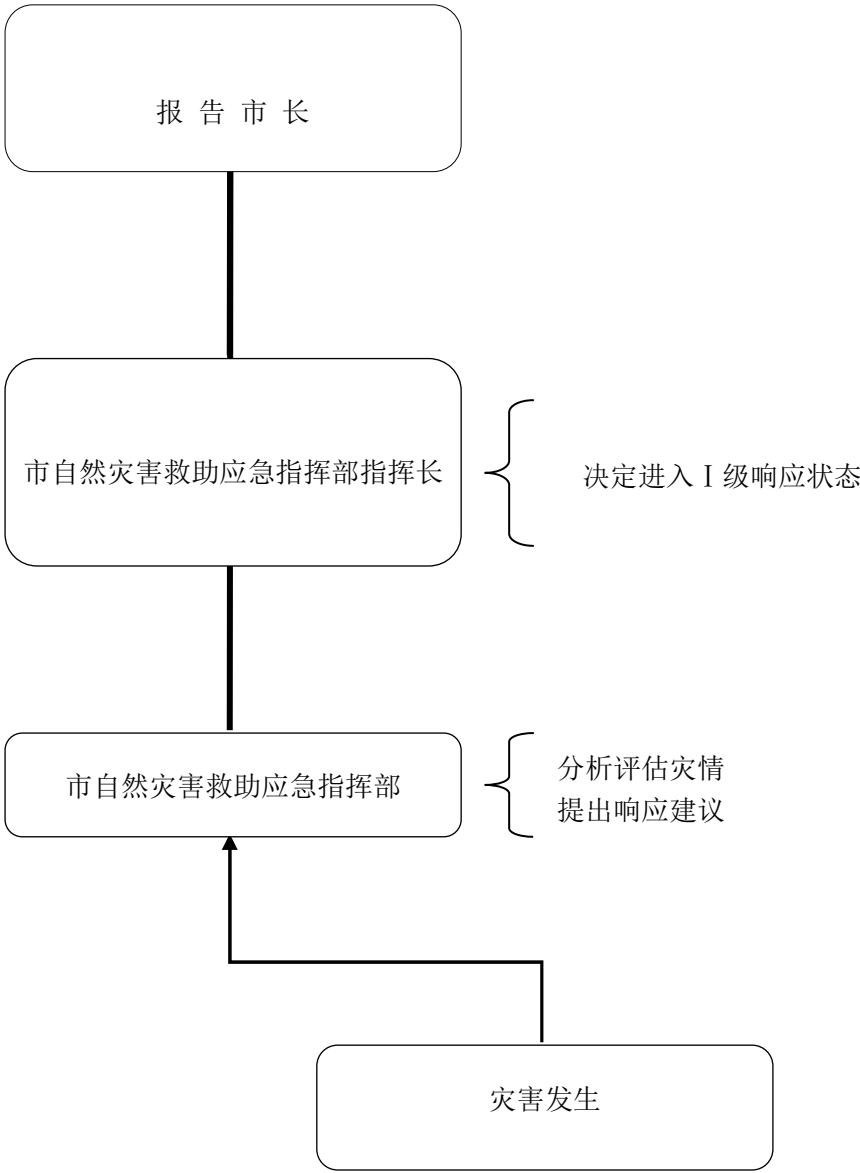 报告市长
市自然灾害救助应急指挥部指挥长
决定进入Ⅰ级响应状态
市自然灾害救助应急指挥部
分析评估灾情
提出响应建议
灾害发生